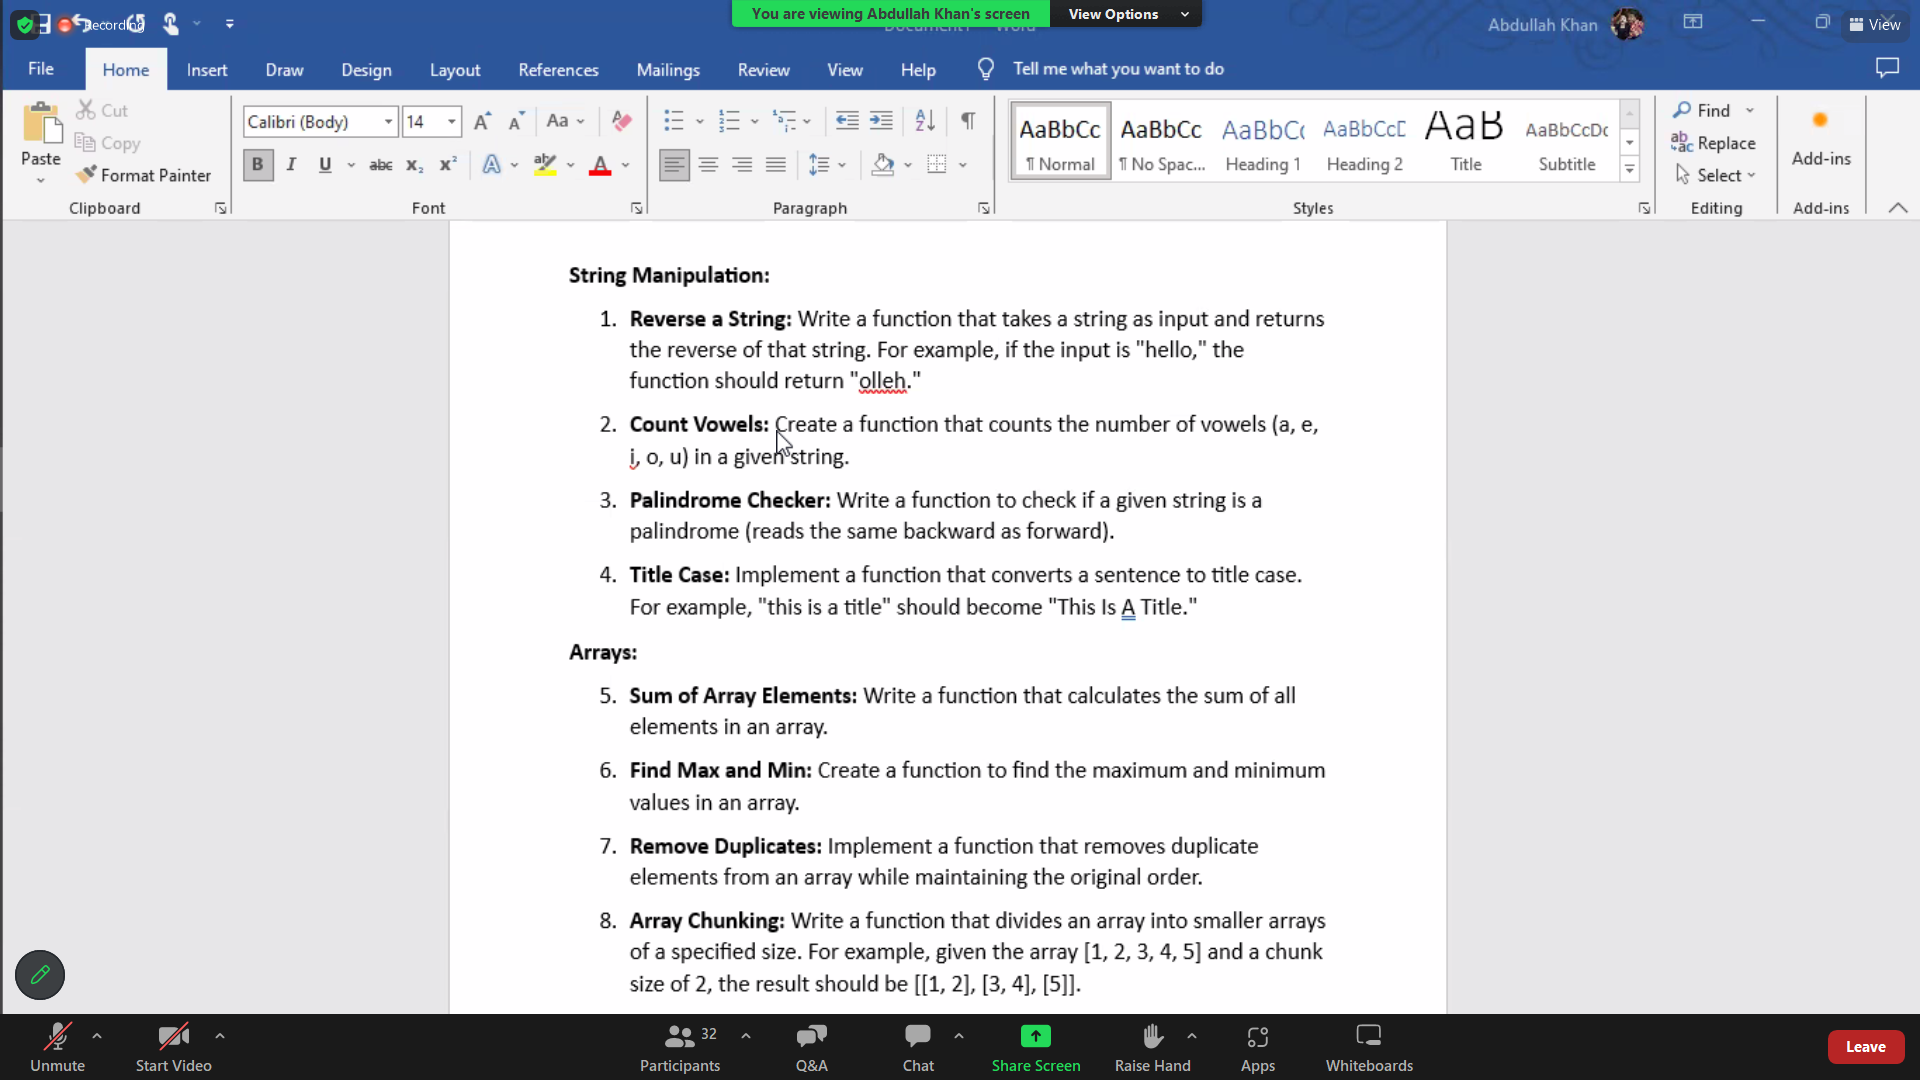 Recording
You are viewing Abdullah Khan's screen
View Options
Abdullah Khan
View
File Home Insert Draw Design Layout References Mailings Review View Help Tell me what you want to do
Paste
Cut
Copy
Format Painter
Clipboard
Calibri (Body) 14
Aa
B I U abc x₂ x² A A
Font
Paragraph
AaBbCc AaBbCc AaBbC AaBbCcD AaB AaBbCcD
¶ Normal ¶ No Spac... Heading 1 Heading 2 Title Subtitle
Styles
Find
Replace
Select
Editing
Add-ins
Add-ins
String Manipulation:
1. Reverse a String: Write a function that takes a string as input and returns
the reverse of that string. For example, if the input is "hello," the
function should return "olleh."
2. Count Vowels: Create a function that counts the number of vowels (a, e,
i, o, u) in a given string.
3. Palindrome Checker: Write a function to check if a given string is a
palindrome (reads the same backward as forward).
4. Title Case: Implement a function that converts a sentence to title case.
For example, "this is a title" should become "This Is A Title."
Arrays:
5. Sum of Array Elements: Write a function that calculates the sum of all
elements in an array.
6. Find Max and Min: Create a function to find the maximum and minimum
values in an array.
7. Remove Duplicates: Implement a function that removes duplicate
elements from an array while maintaining the original order.
8. Array Chunking: Write a function that divides an array into smaller arrays
of a specified size. For example, given the array [1, 2, 3, 4, 5] and a chunk
size of 2, the result should be [[1, 2], [3, 4], [5]].
Unmute Start Video Participants 32 Q&A Chat Share Screen Raise Hand Apps Whiteboards Leave